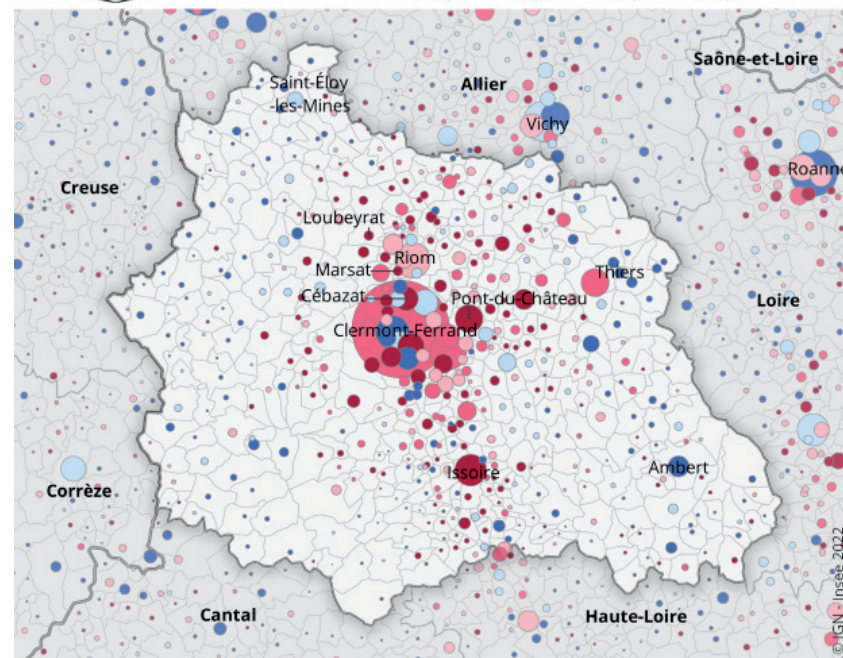 Saône-et-Loire
Saint-Éloy
-les-Mines
Allier
Vichy
Roanne
Creuse
Loubeyrat
Riom
Marsat
Thiers
Cébazat
Pont-du-Château
Loire
Clermont-Ferrand
Issoire
Ambert
Corrèze
Cantal
Haute-Loire
© IGN - Insee 2022